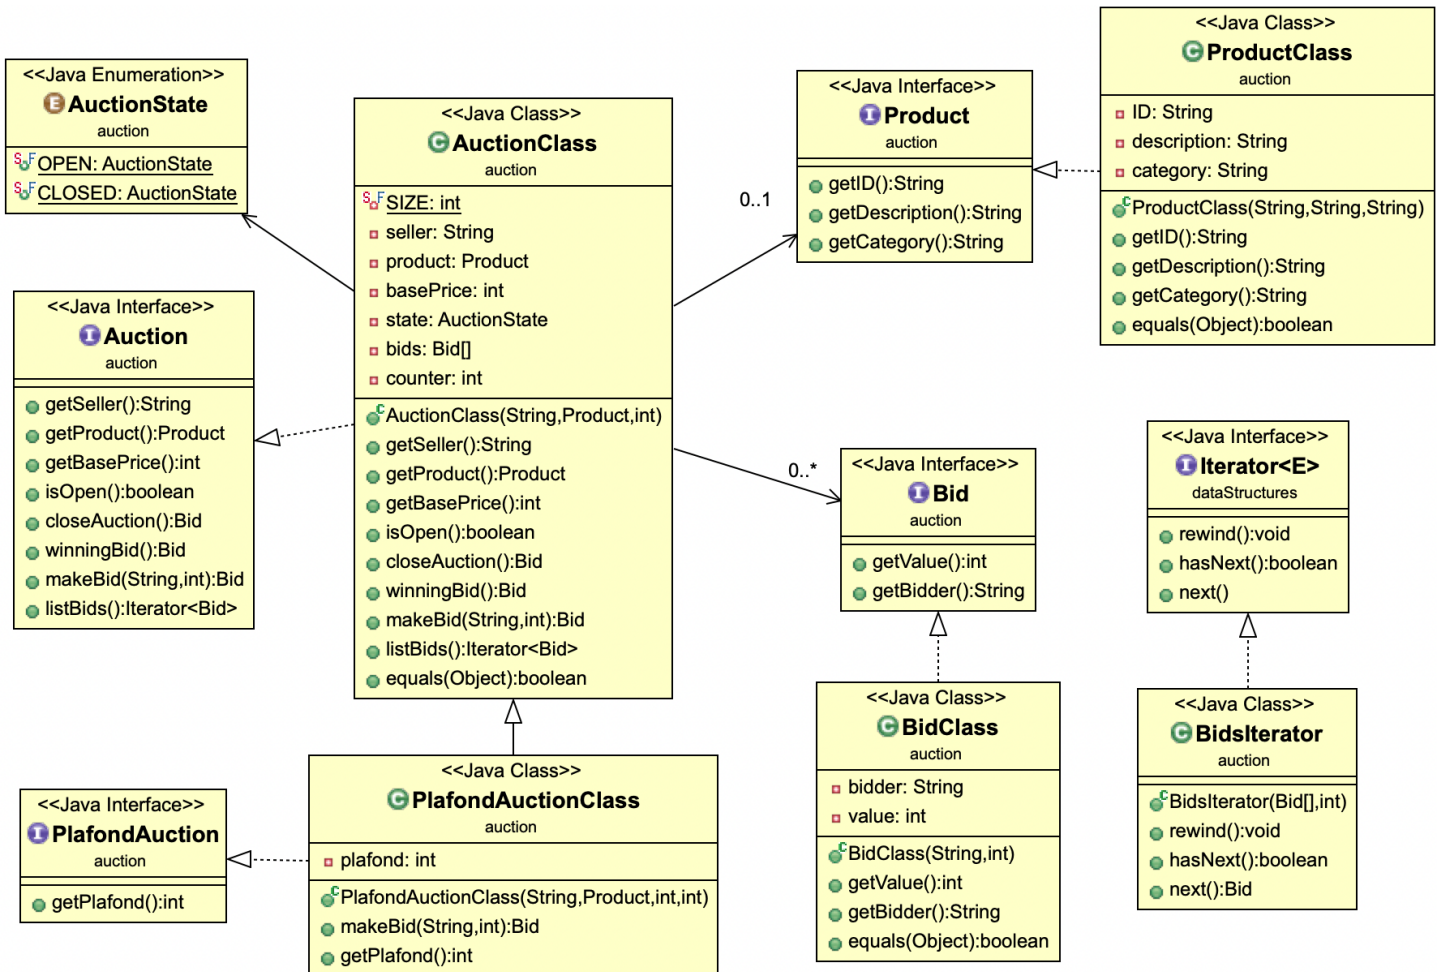 <<Java Enumeration>>
E AuctionState
auction
S F OPEN: AuctionState
S F CLOSED: AuctionState
<<Java Interface>>
I Auction
auction
getSeller():String
getProduct():Product
getBasePrice():int
isOpen():boolean
closeAuction():Bid
winningBid():Bid
makeBid(String,int):Bid
listBids():Iterator<Bid>
<<Java Interface>>
I PlafondAuction
auction
getPlafond():int
<<Java Class>>
C AuctionClass
auction
S F SIZE: int
seller: String
product: Product
basePrice: int
state: AuctionState
bids: Bid[]
counter: int
C AuctionClass(String,Product,int)
getSeller():String
getProduct():Product
getBasePrice():int
isOpen():boolean
closeAuction():Bid
winningBid():Bid
makeBid(String,int):Bid
listBids():Iterator<Bid>
equals(Object):boolean
<<Java Class>>
C PlafondAuctionClass
auction
plafond: int
C PlafondAuctionClass(String,Product,int,int)
makeBid(String,int):Bid
getPlafond():int
0..1
<<Java Interface>>
I Product
auction
getID():String
getDescription():String
getCategory():String
<<Java Class>>
C ProductClass
auction
ID: String
description: String
category: String
C ProductClass(String,String,String)
getID():String
getDescription():String
getCategory():String
equals(Object):boolean
0..*
<<Java Interface>>
I Bid
auction
getValue():int
getBidder():String
<<Java Class>>
C BidClass
auction
bidder: String
value: int
C BidClass(String,int)
getValue():int
getBidder():String
equals(Object):boolean
<<Java Interface>>
I Iterator<E>
dataStructures
rewind():void
hasNext():boolean
next()
<<Java Class>>
C BidsIterator
auction
C BidsIterator(Bid[],int)
rewind():void
hasNext():boolean
next():Bid